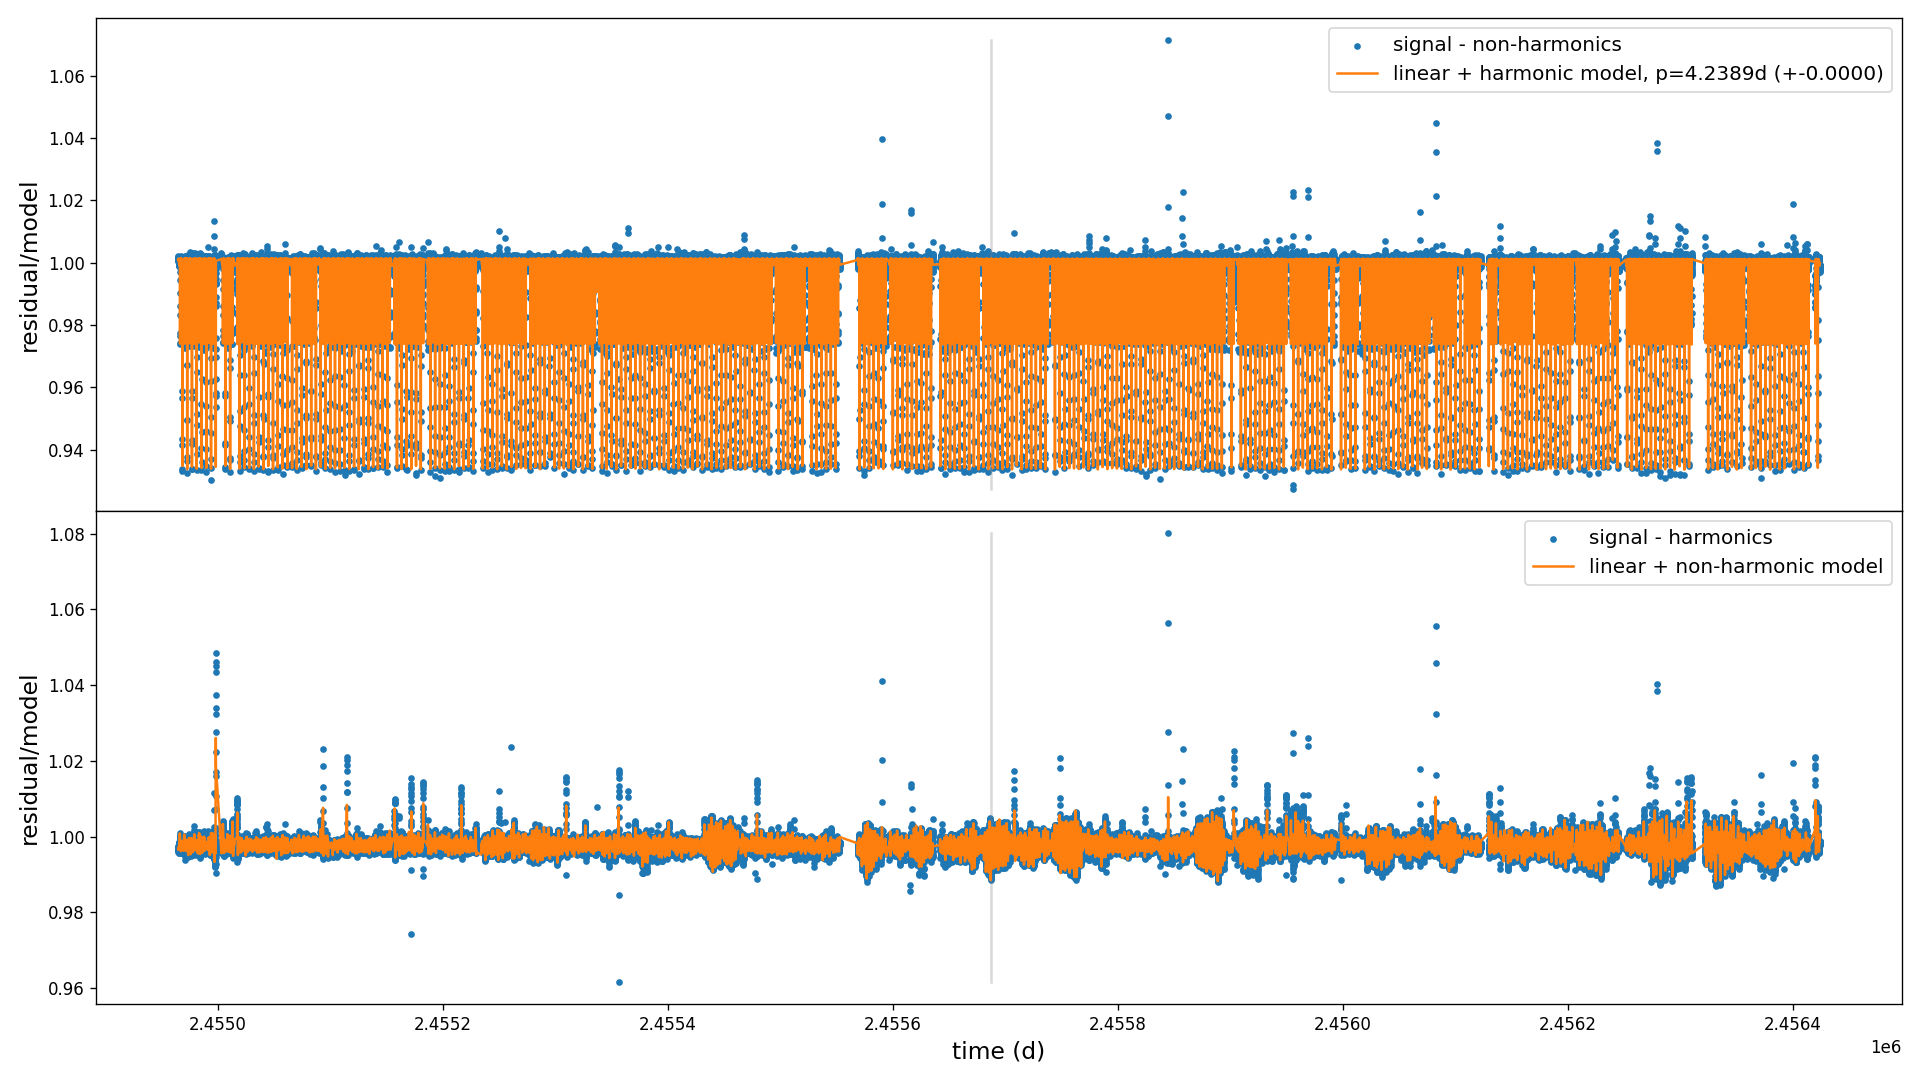 signal - non-harmonics
linear + harmonic model, p=4.2389d (+-0.0000)
1.06
1.04
1.02
1.00
0.98
0.96
0.94
residual/model
signal - harmonics
linear + non-harmonic model
1.08
1.06
1.04
1.02
1.00
0.98
0.96
residual/model
2.4550 2.4552 2.4554 2.4556 2.4558 2.4560 2.4562 2.4564
1e6
time (d)